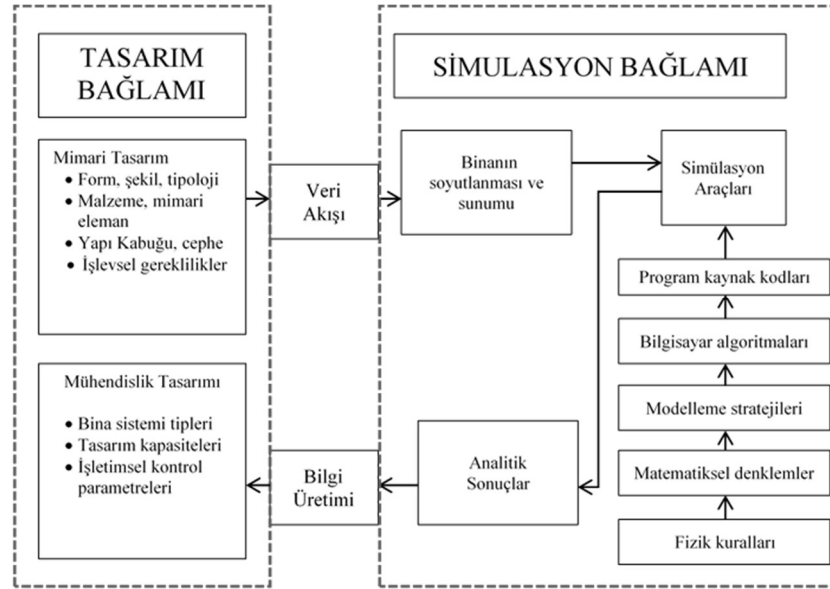 TASARIM
BAĞLAMI
Mimari Tasarım
• Form, şekil, tipoloji
• Malzeme, mimari
eleman
• Yapı Kabuğu, cephe
• İşlevsel gereklilikler
Mühendislik Tasarımı
• Bina sistemi tipleri
• Tasarım kapasiteleri
• İşletimsel kontrol
parametreleri
Veri
Akışı
Bilgi
Üretimi
SİMULASYON BAĞLAMI
Binanın
soyutlanması ve
sunumu
Simülasyon
Araçları
Program kaynak kodları
Bilgisayar algoritmaları
Modelleme stratejileri
Matematiksel denklemler
Fizik kuralları
Analitik
Sonuçlar